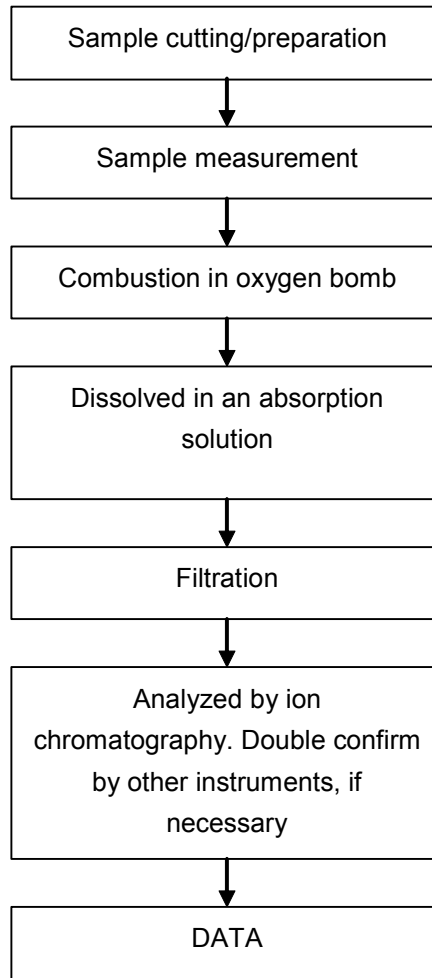 Sample cutting/preparation
Sample measurement
Combustion in oxygen bomb
Dissolved in an absorption
solution
Filtration
Analyzed by ion
chromatography. Double confirm
by other instruments, if
necessary
DATA